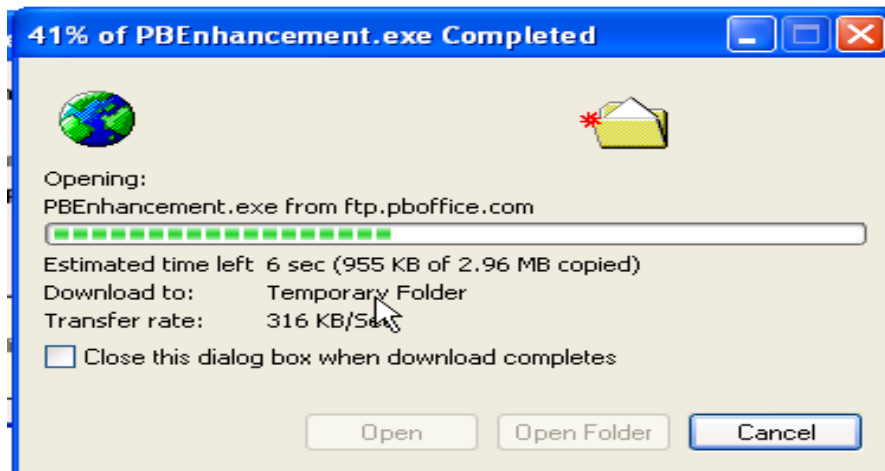 41% of PBEnhancement.exe Completed
Opening:
PBEnhancement.exe from ftp.pboffice.com
Estimated time left 6 sec (955 KB of 2.96 MB copied)
Download to: Temporary Folder
Transfer rate: 316 KB/Sec
Close this dialog box when download completes
Open Open Folder Cancel